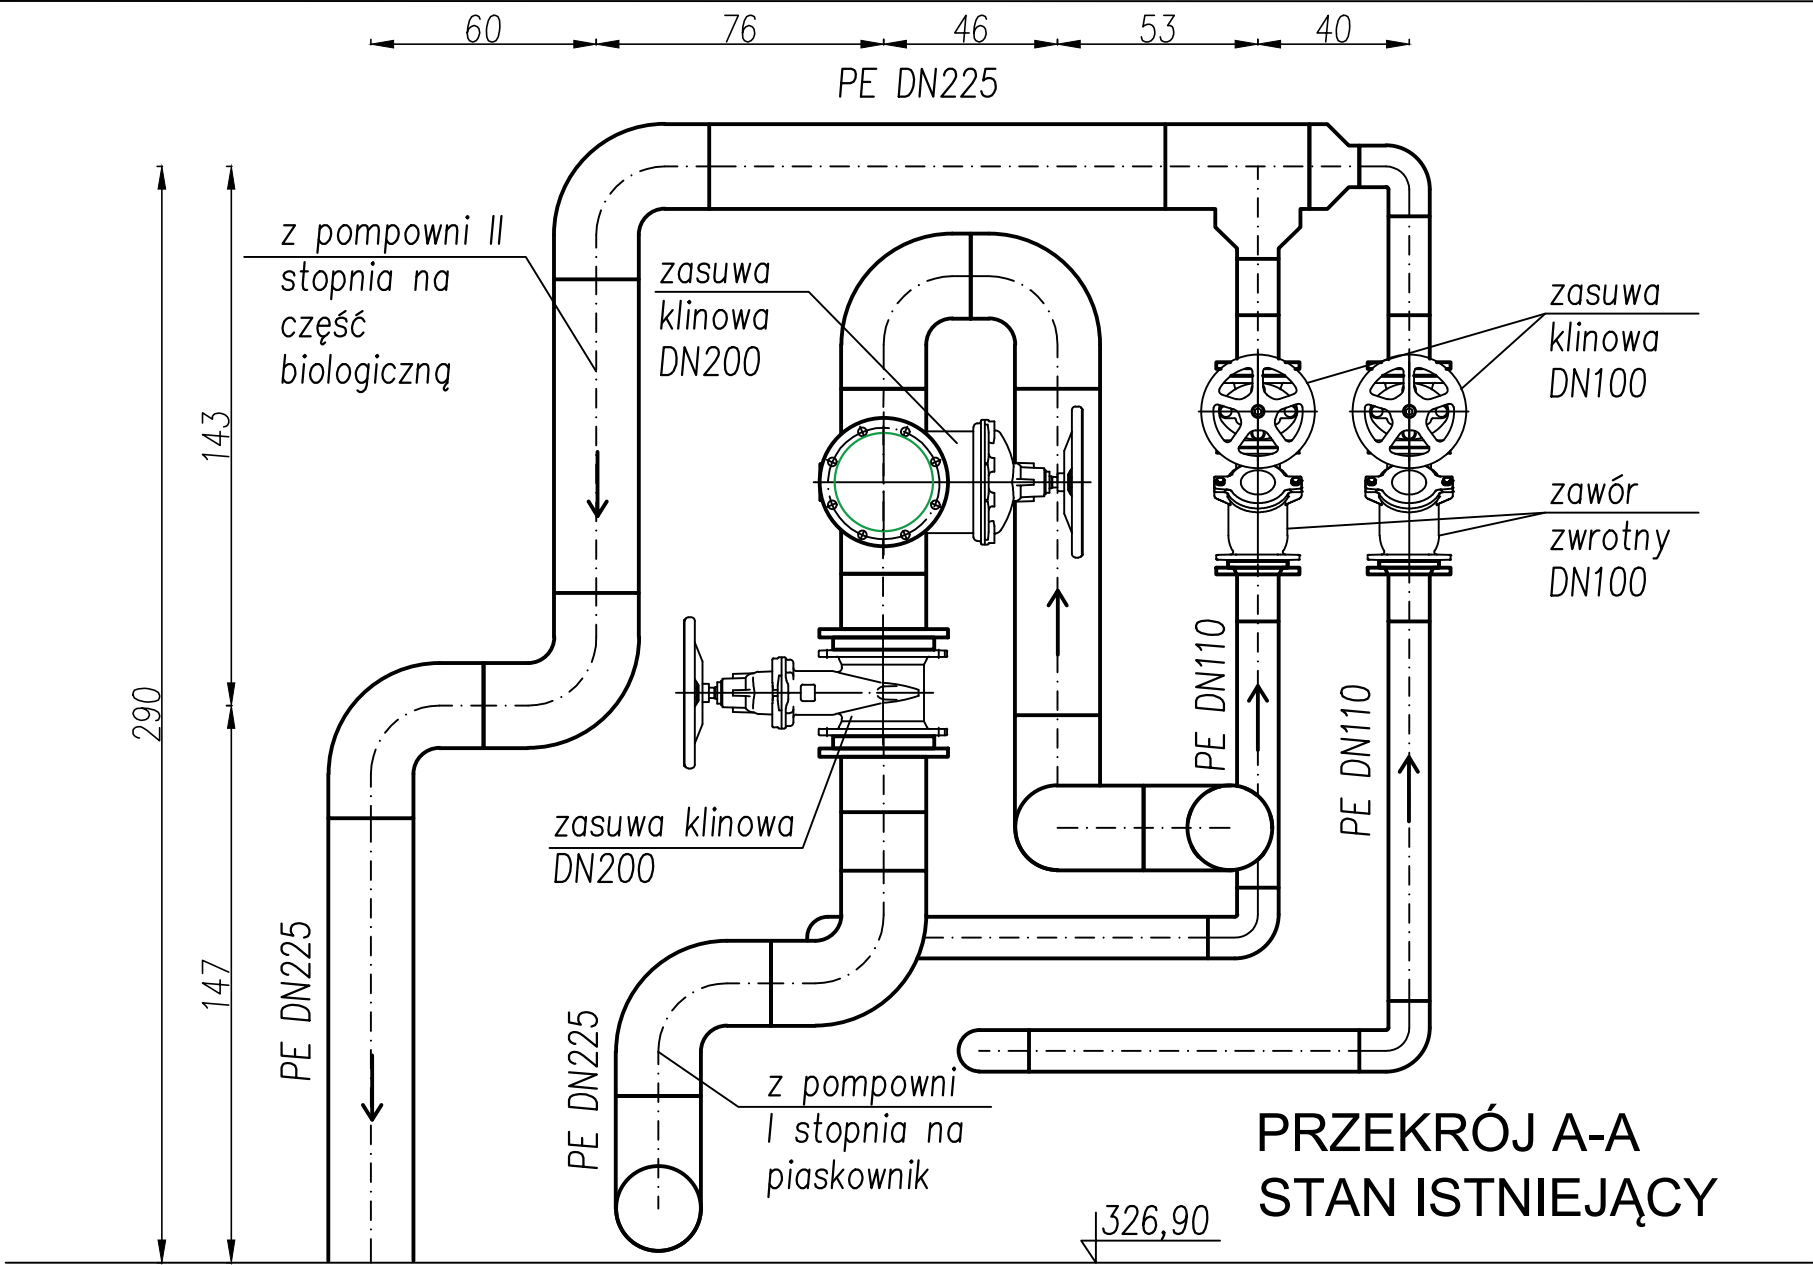 60
76
46
53
40
PE DN225
z pompowni II
stopnia na
część
biologiczną
zasuwa
klinowa
DN200
zasuwa
klinowa
DN100
143
zawór
zwrotny
DN100
290
PE DN110
PE DN110
zasuwa klinowa
DN200
147
PE DN225
PE DN225
z pompowni
I stopnia na
piaskownik
PRZEKRÓJ A-A
STAN ISTNIEJĄCY
326,90